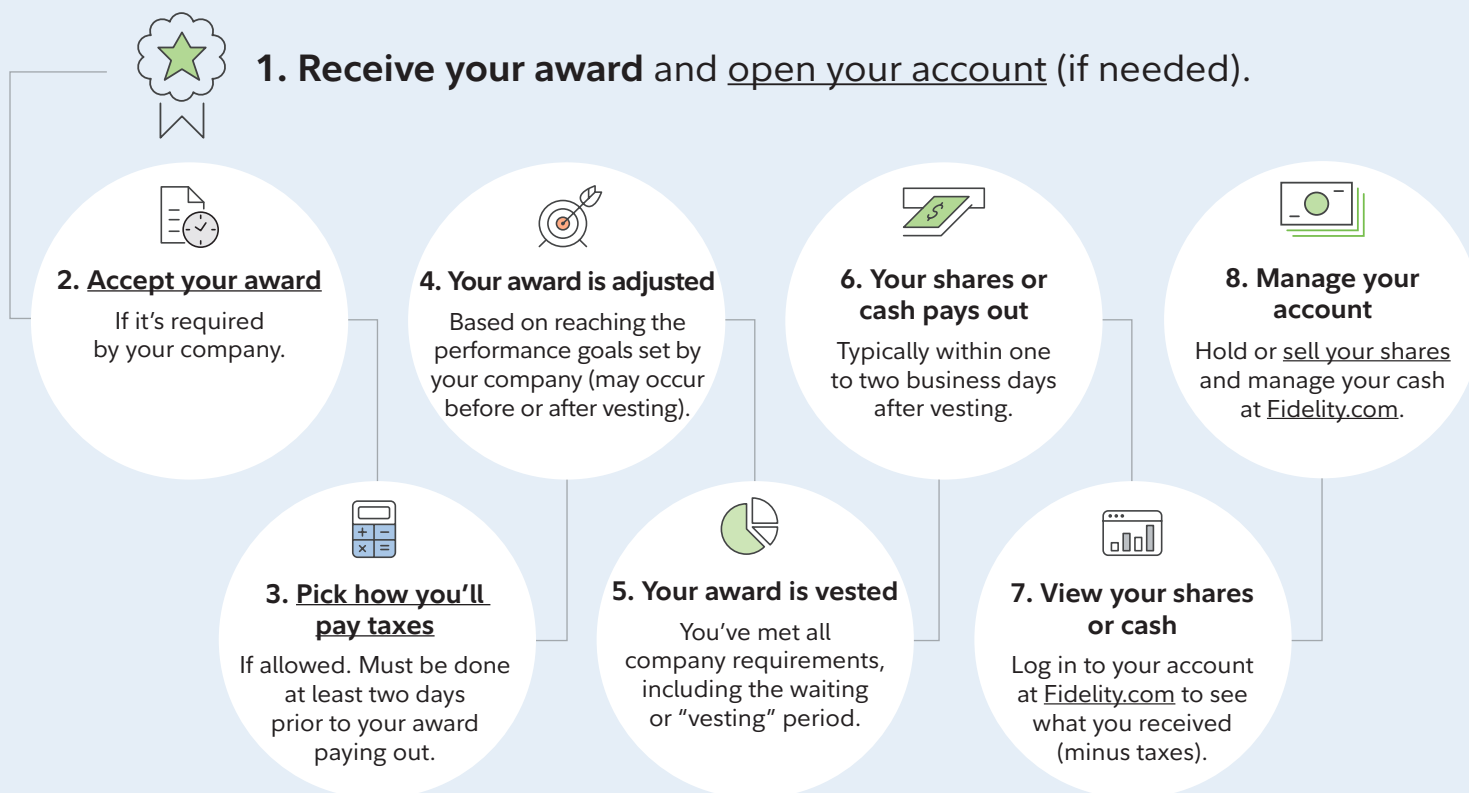 1. Receive your award and open your account (if needed).
2. Accept your award
If it’s required
by your company.
3. Pick how you’ll
pay taxes
If allowed. Must be done
at least two days
prior to your award
paying out.
4. Your award is adjusted
Based on reaching the
performance goals set by
your company (may occur
before or after vesting).
5. Your award is vested
You’ve met all
company requirements,
including the waiting
or “vesting” period.
6. Your shares or
cash pays out
Typically within one
to two business days
after vesting.
7. View your shares
or cash
Log in to your account
at Fidelity.com to see
what you received
(minus taxes).
8. Manage your
account
Hold or sell your shares
and manage your cash
at Fidelity.com.